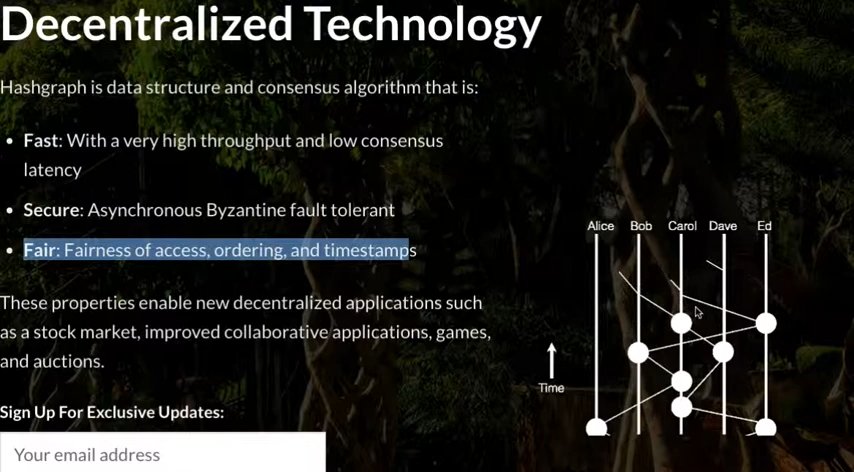 Decentralized Technology
Hashgraph is data structure and consensus algorithm that is:
• Fast: With a very high throughput and low consensus
latency
• Secure: Asynchronous Byzantine fault tolerant
• Fair: Fairness of access, ordering, and timestamps
These properties enable new decentralized applications such
as a stock market, improved collaborative applications, games,
and auctions.
Sign Up For Exclusive Updates:
Your email address
Alice Bob Carol Dave Ed
Time